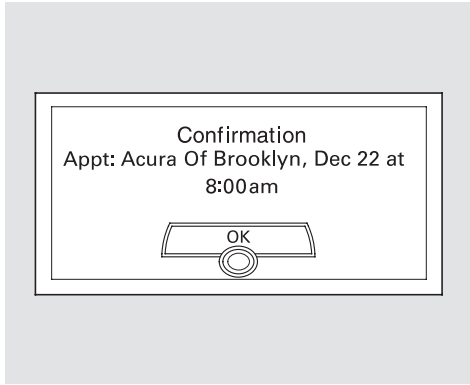 Confirmation
Appt: Acura Of Brooklyn, Dec 22 at
8:00am
OK